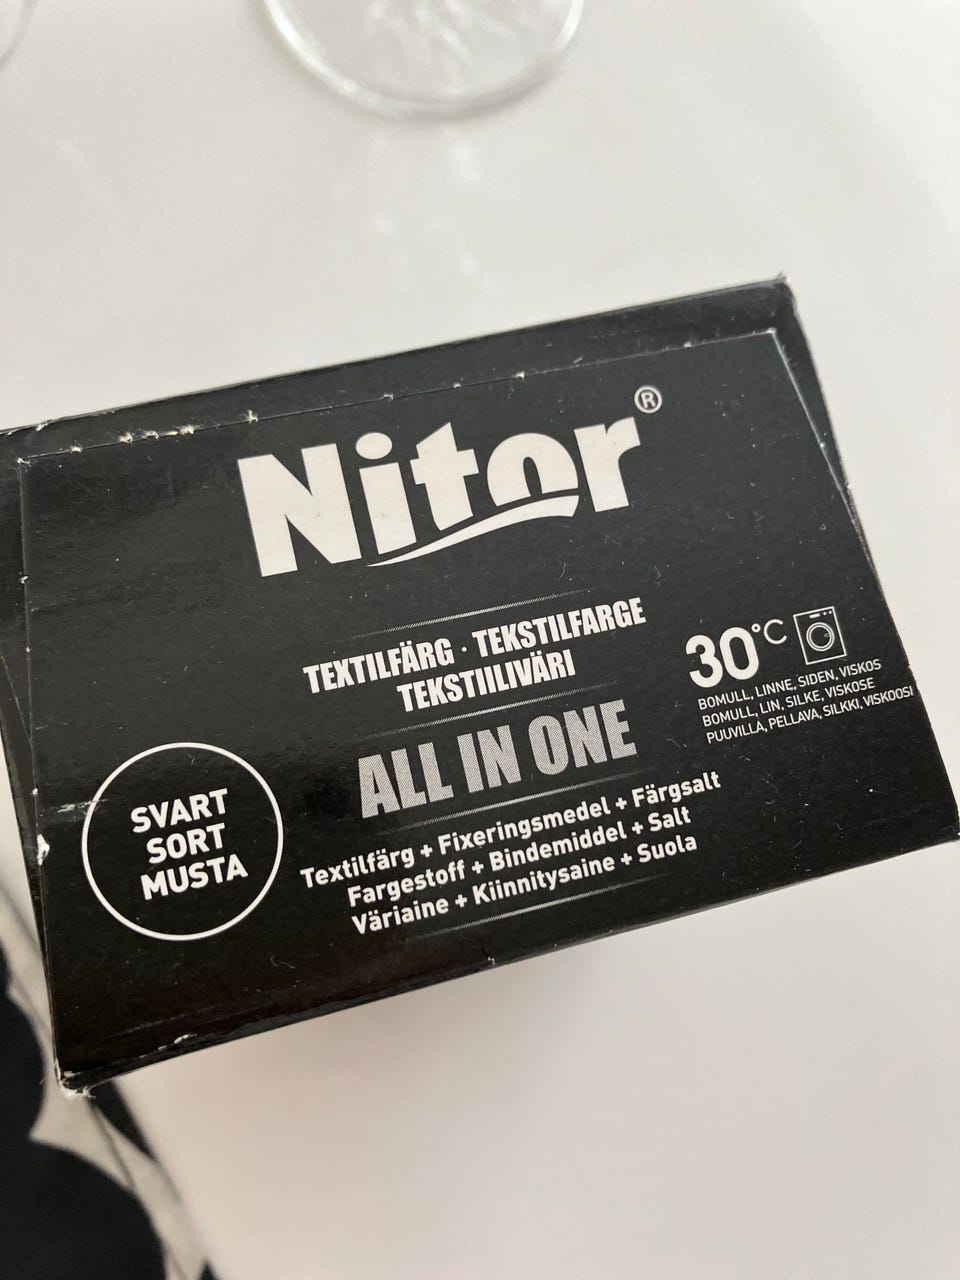 Nitor®
TEXTILFÄRG · TEKSTILFARGE
TEKSTIILIVÄRI
ALL IN ONE
Textilfärg + Fixeringsmedel + Färgsalt
Fargestoff + Bindemiddel + Salt
Väriaine + Kiinnitysaine + Suola
SVART
SORT
MUSTA
30°C
BOMULL, LINNE, SIDEN, VISKOS
BOMULL, LIN, SILKE, VISKOSE
PUUVILLA, PELLAVA, SILKKI, VISKOOSI